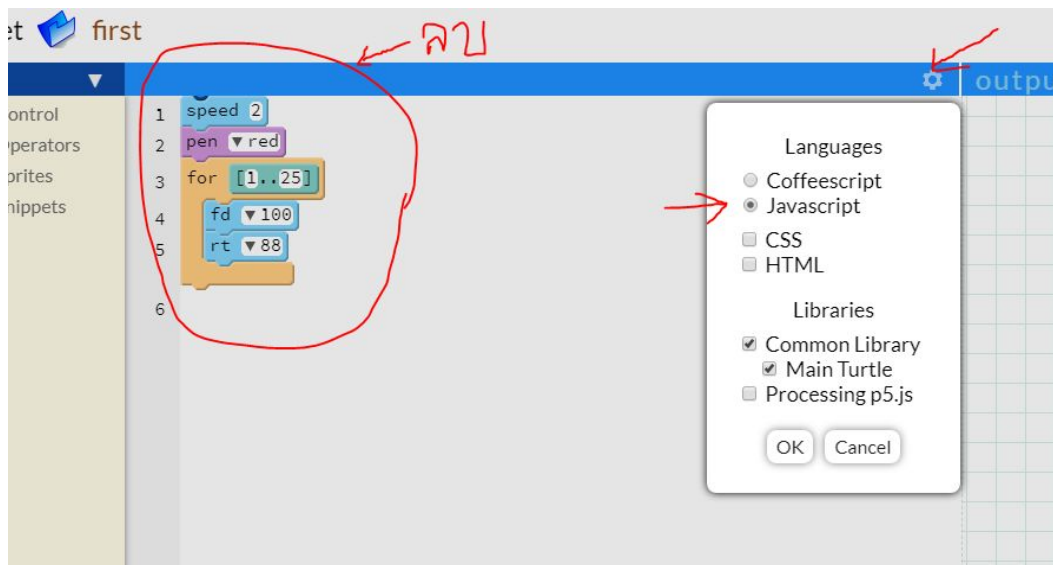 et first
ลบ
outpu
ontrol
perators
prites
nippets
1 speed 2
2 pen ▼ red
3 for [1..25]
4 fd ▼ 100
5 rt ▼ 88
6
Languages
Coffeescript
Javascript
CSS
HTML
Libraries
Common Library
Main Turtle
Processing p5.js
OK Cancel